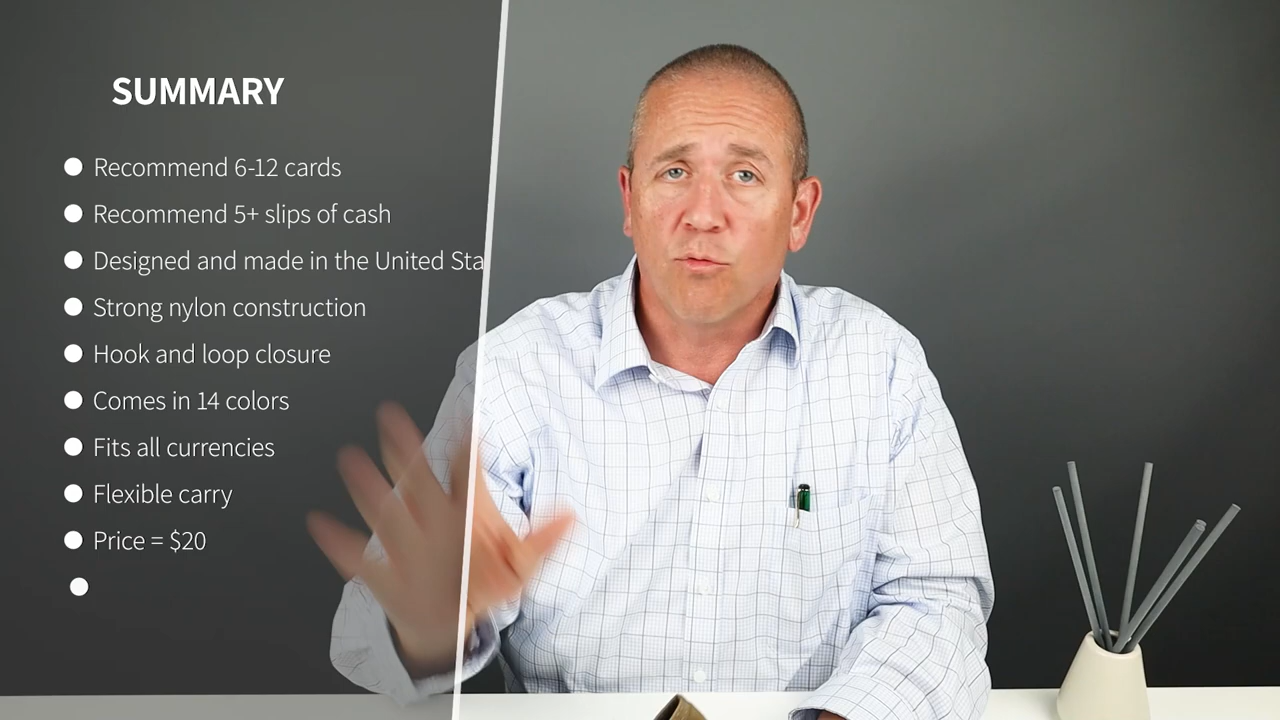 SUMMARY
Recommend 6-12 cards
Recommend 5+ slips of cash
Designed and made in the United Sta
Strong nylon construction
Hook and loop closure
Comes in 14 colors
Fits all currencies
Flexible carry
Price = $20